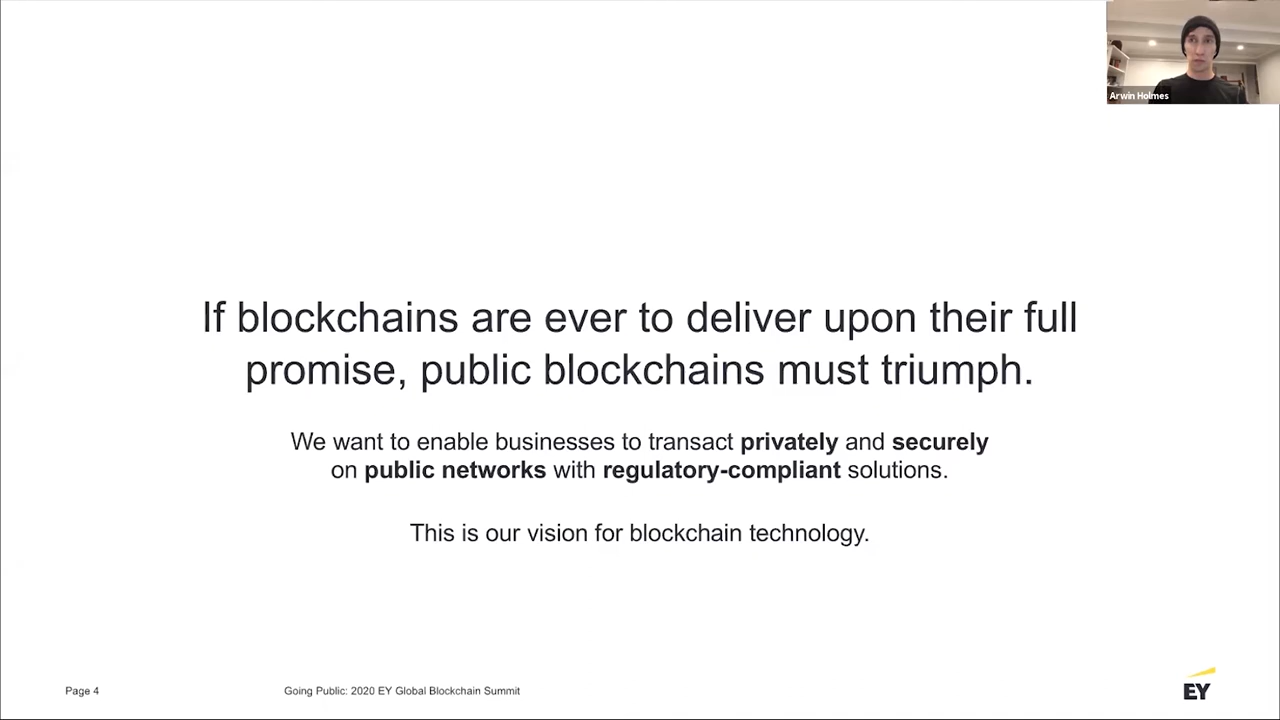 Arwin Holmes
If blockchains are ever to deliver upon their full
promise, public blockchains must triumph.
We want to enable businesses to transact privately and securely
on public networks with regulatory-compliant solutions.
This is our vision for blockchain technology.
Page 4
Going Public: 2020 EY Global Blockchain Summit
EY